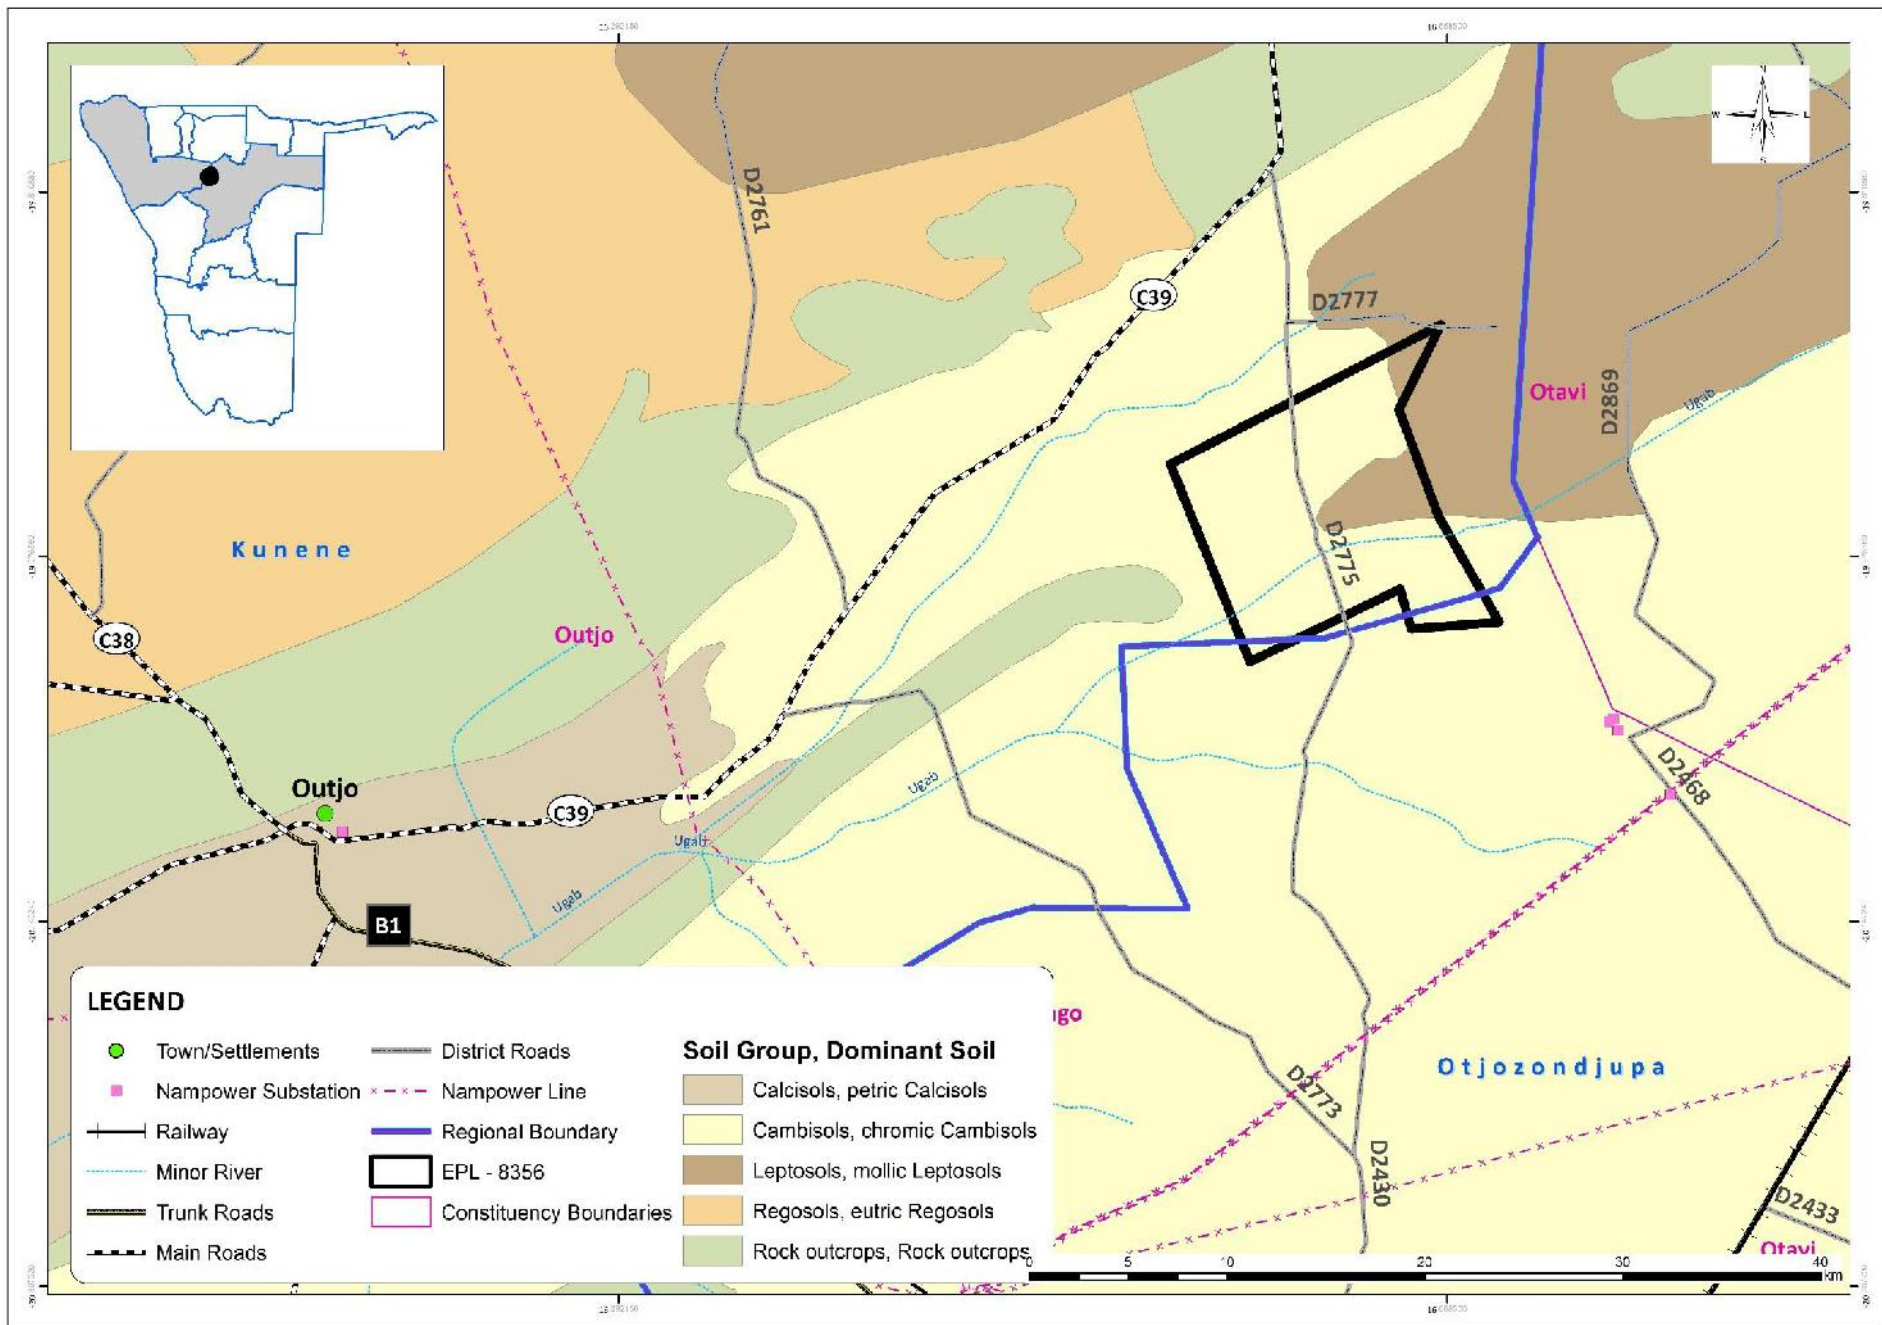 N
W
E
S
D2761
C39
D2777
Otavi
D2869
Ugab
Kunene
D2775
C38
Outjo
Outjo
Ugab
D2468
C39
Ugab
Ugab
B1
Otjozondjupa
D2773
D2430
D2433
Otavi
LEGEND
Town/Settlements
Nampower Substation
Railway
Minor River
Trunk Roads
Main Roads
District Roads
Nampower Line
Regional Boundary
EPL - 8356
Constituency Boundaries
Soil Group, Dominant Soil
Calcisols, petric Calcisols
Cambisols, chromic Cambisols
Leptosols, mollic Leptosols
Regosols, eutric Regosols
Rock outcrops, Rock outcrops
0 5 10 20 30 40
km